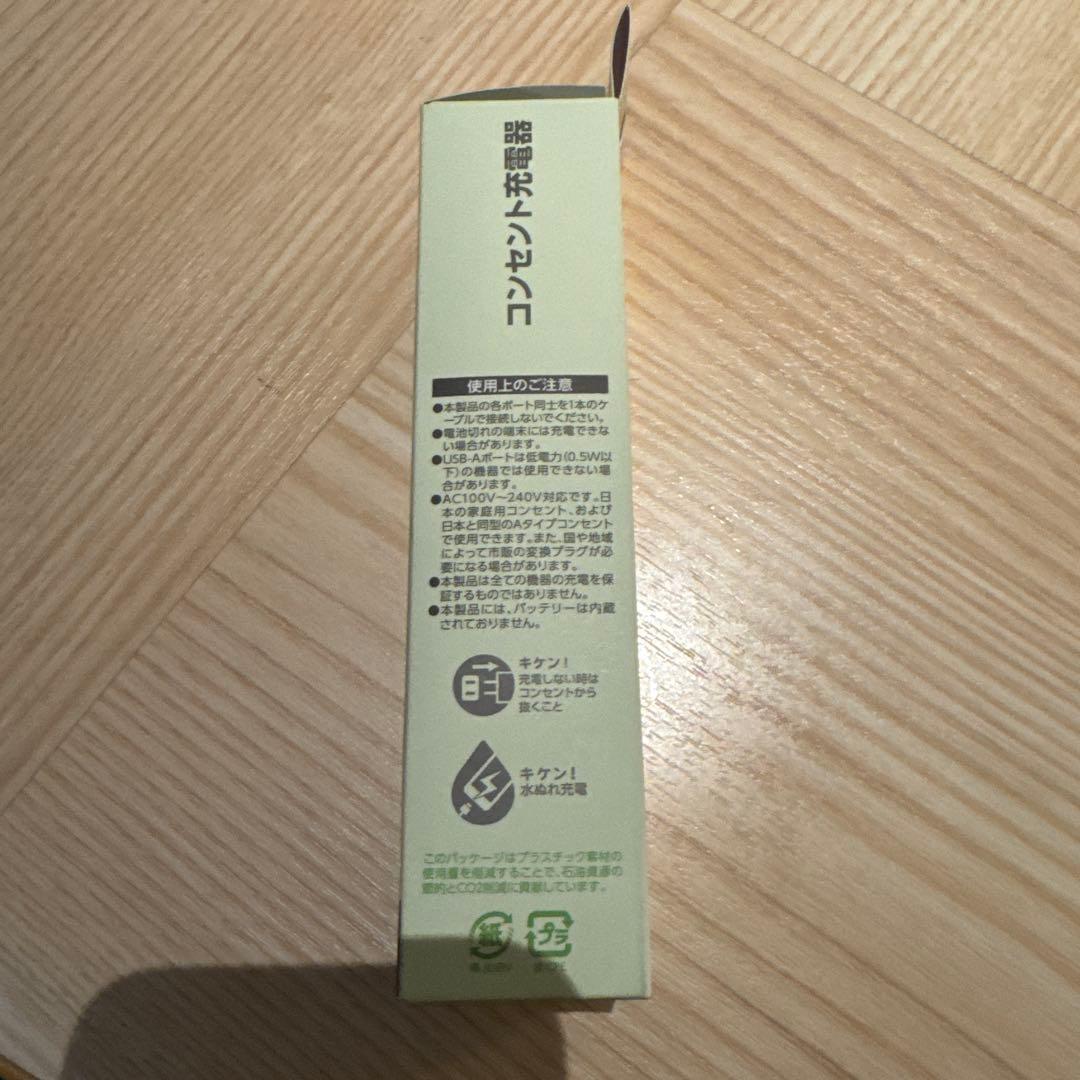 コンセント充電器
使用上のご注意
●本製品の各ポート同士を1本のケ
ーブルで接続しないでください。
●電池切れの端末には充電できな
い場合があります。
●USB-Aポートは低電力(0.5W以
下)の機器では使用できない場
合があります。
●AC100V〜240V対応です。日
本の家庭用コンセント、および
日本と同型のAタイプコンセント
で使用できます。また、国や地域
によって市販の変換プラグが必
要になる場合があります。
●本製品は全ての機器の充電を保
証するものではありません。
●本製品には、バッテリーは内蔵
されておりません。
キケン!
充電しない時は
コンセントから
抜くこと
キケン!
水ぬれ充電
このパッケージはプラスチック素材の
使用量を削減することで、石油資源の
節約とCO2削減に貢献しています。
紙
プラ